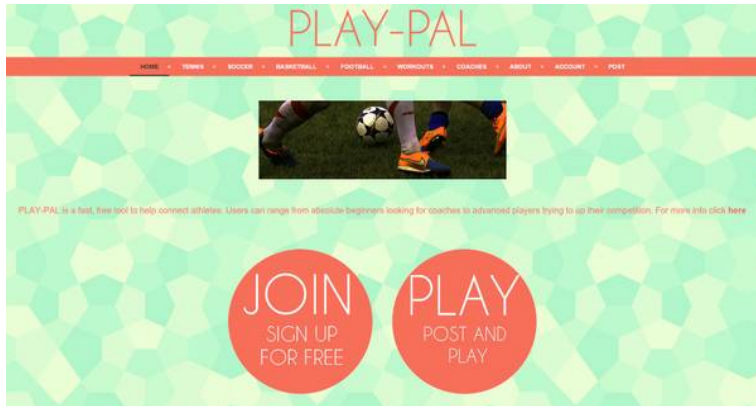 PLAY-PAL
HOME • TENNIS • SOCCER • BASKETBALL • FOOTBALL • WORKOUTS • COACHES • ABOUT • ACCOUNT • POST
PLAY-PAL is a fast, free tool to help connect athletes. Users can range from absolute beginners looking for coaches to advanced players trying to up their competition. For more info click here
JOIN
SIGN UP
FOR FREE
PLAY
POST AND
PLAY